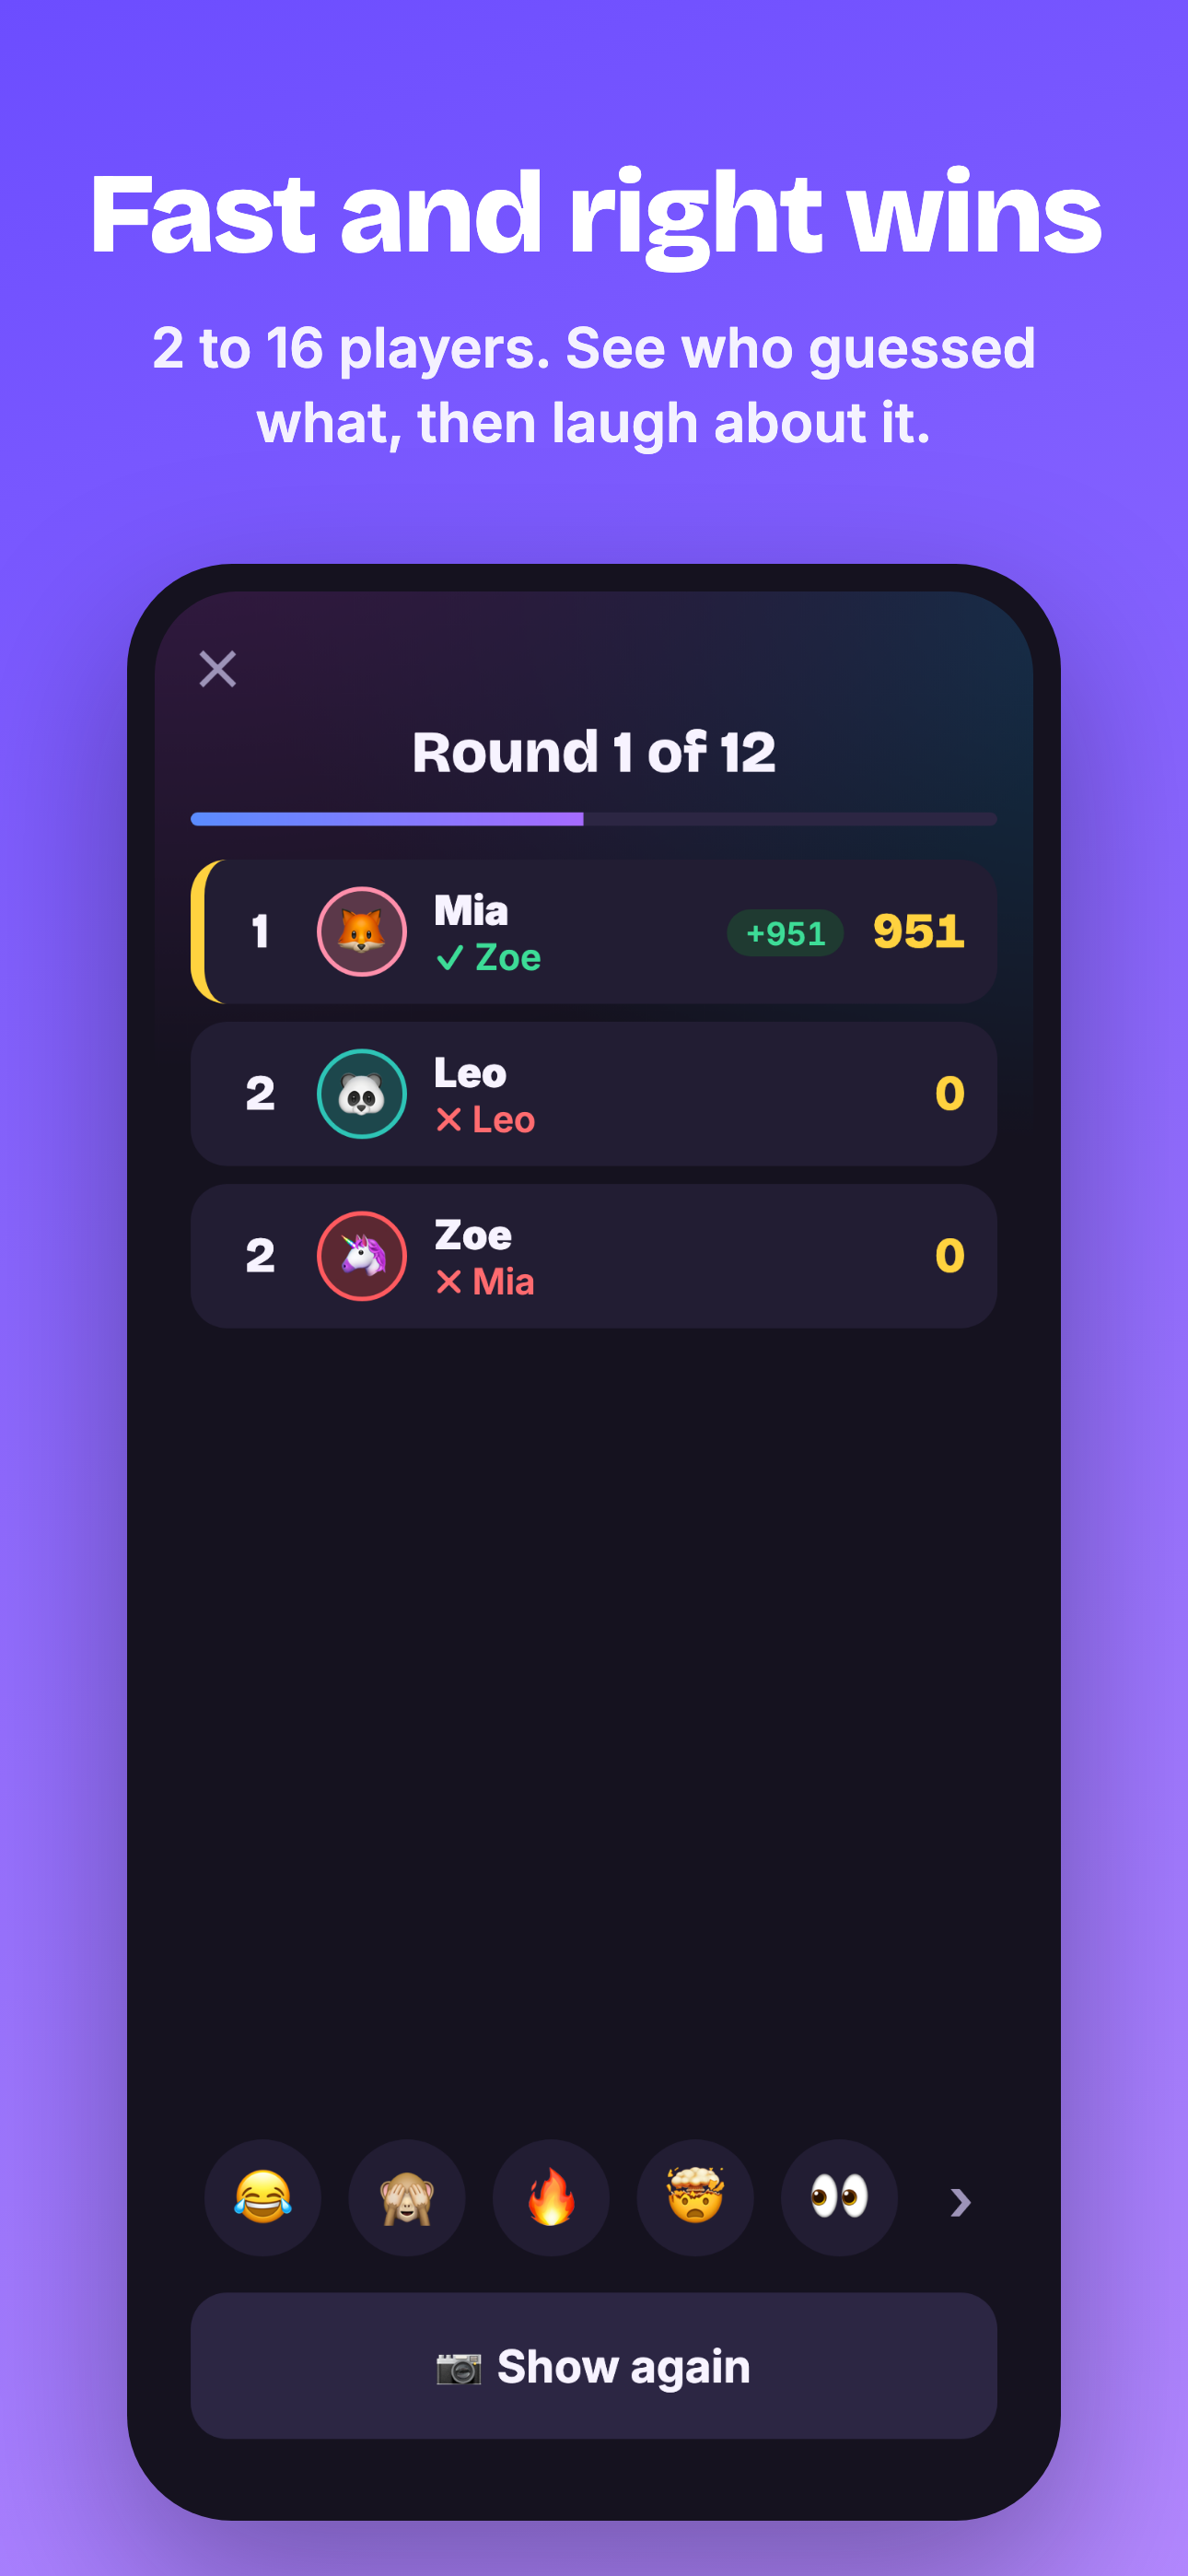 Fast and right wins
2 to 16 players. See who guessed
what, then laugh about it.
Round 1 of 12
1
Mia
✓ Zoe
+951
951
2
Leo
✕ Leo
0
2
Zoe
✕ Mia
0
Show again